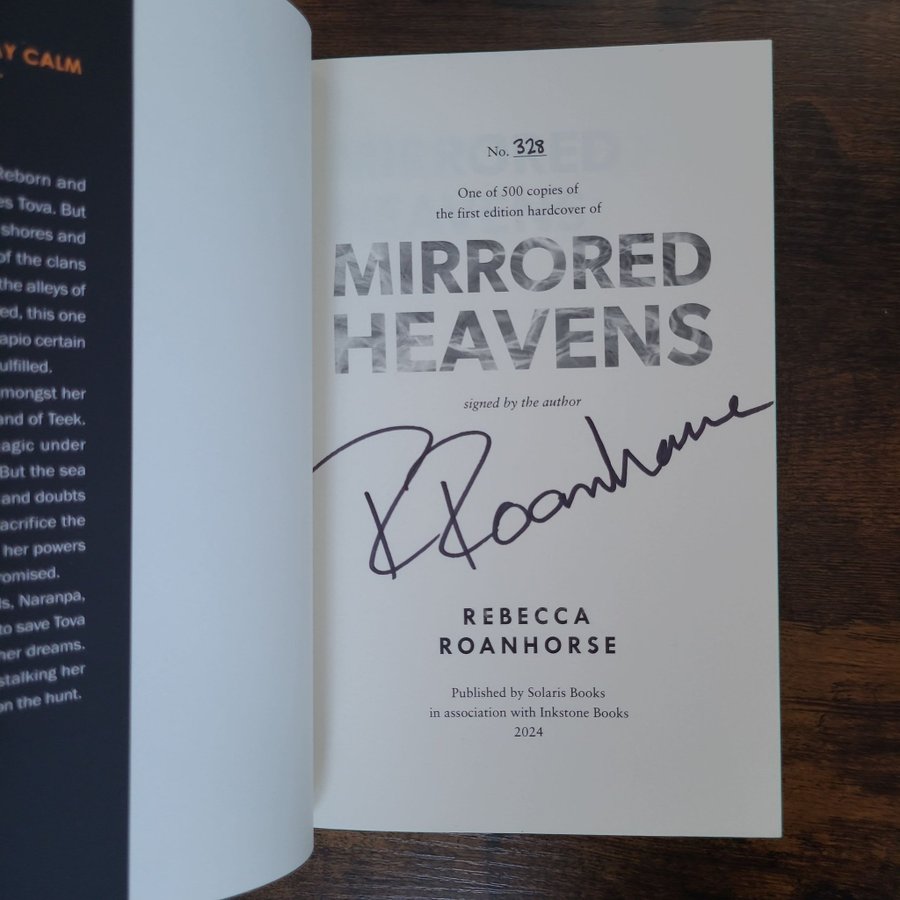 Y CALM
Reborn and
es Tova. But
shores and
of the clans
the alleys of
ed, this one
apio certain
ulfilled.
mongst her
and of Teek.
agic under
But the sea
and doubts
acrifice the
her powers
romised.
ls, Naranpa,
to save Tova
her dreams.
stalking her
on the hunt.
No. 328
One of 500 copies of
the first edition hardcover of
MIRRORED
HEAVENS
signed by the author
R Roanhorse
REBECCA
ROANHORSE
Published by Solaris Books
in association with Inkstone Books
2024